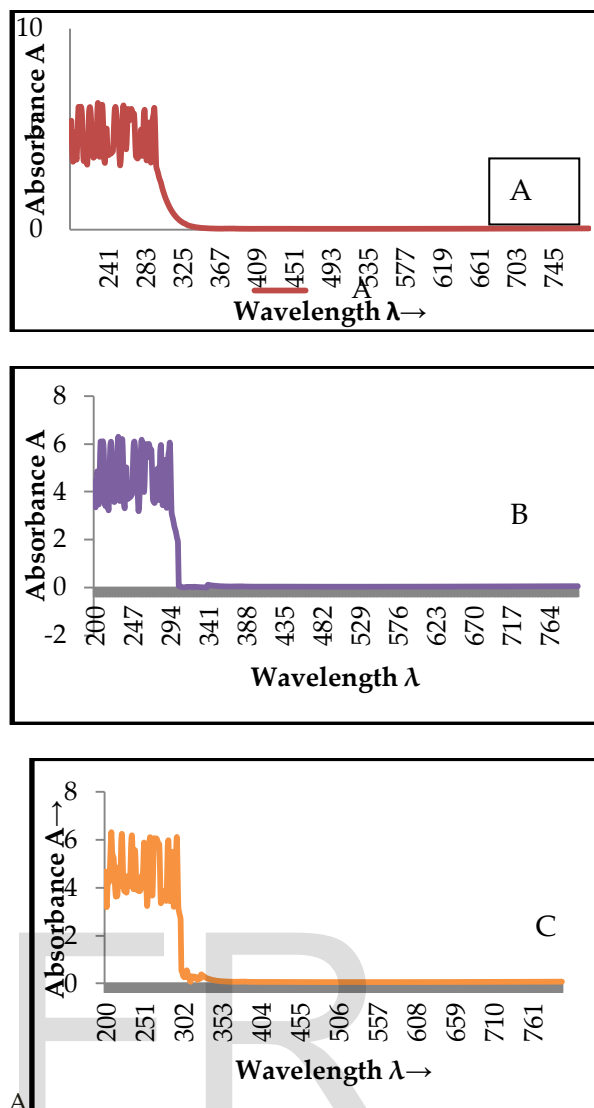 10
Absorbance A
0
A
241 283 325 367 409 451 493 535 577 619 661 703 745
A
Wavelength λ→
8
6
4
2
0
-2
Absorbance A
B
200 247 294 341 388 435 482 529 576 623 670 717 764
Wavelength λ
8
6
4
2
0
Absorbance A→
C
200 251 302 353 404 455 506 557 608 659 710 761
Wavelength λ→
FR
A